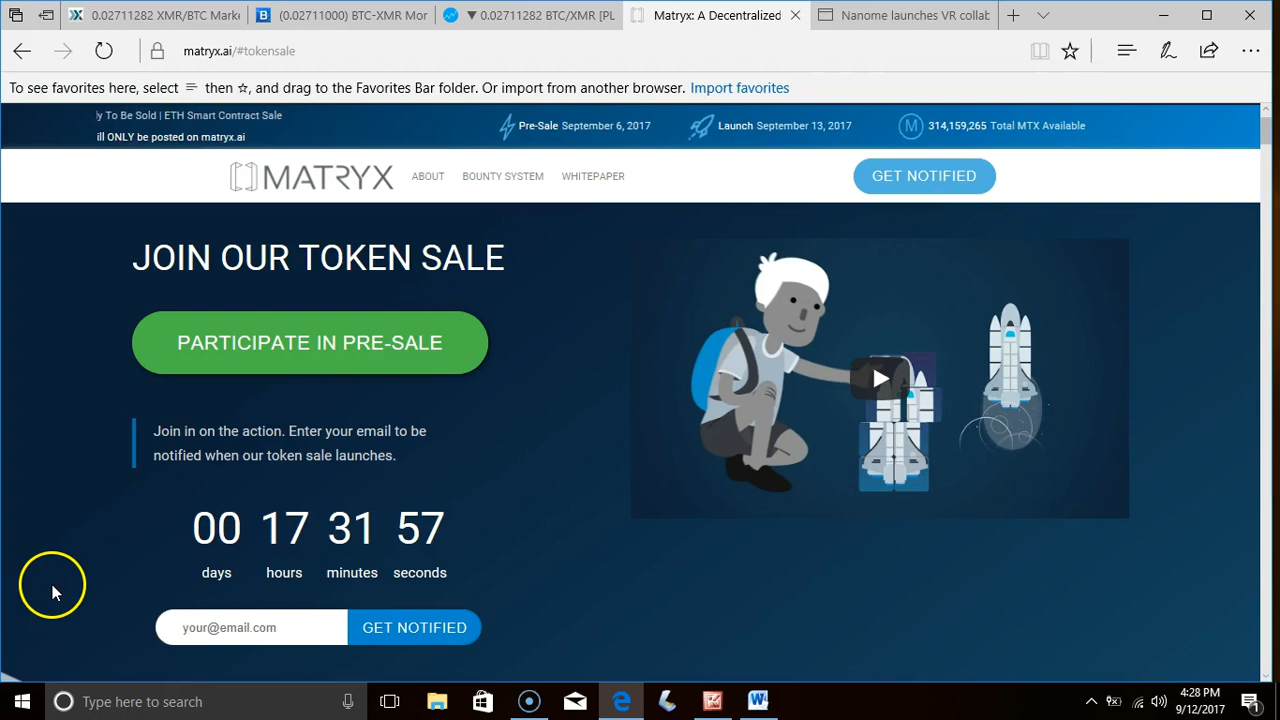 0.02711282 XMR/BTC Marke
(0.02711000) BTC-XMR Mor
▼ 0.02711282 BTC/XMR [PL
Matryx: A Decentralized
Nanome launches VR collab
matryx.ai/#tokensale
To see favorites here, select ≡ then ☆, and drag to the Favorites Bar folder. Or import from another browser. Import favorites
y To Be Sold | ETH Smart Contract Sale
ill ONLY be posted on matryx.ai
Pre-Sale September 6, 2017
Launch September 13, 2017
M 314,159,265 Total MTX Available
MATRYX
ABOUT
BOUNTY SYSTEM
WHITEPAPER
GET NOTIFIED
JOIN OUR TOKEN SALE
PARTICIPATE IN PRE-SALE
Join in on the action. Enter your email to be
notified when our token sale launches.
00 17 31 57
days hours minutes seconds
your@email.com GET NOTIFIED
Type here to search
4:28 PM
9/12/2017
1